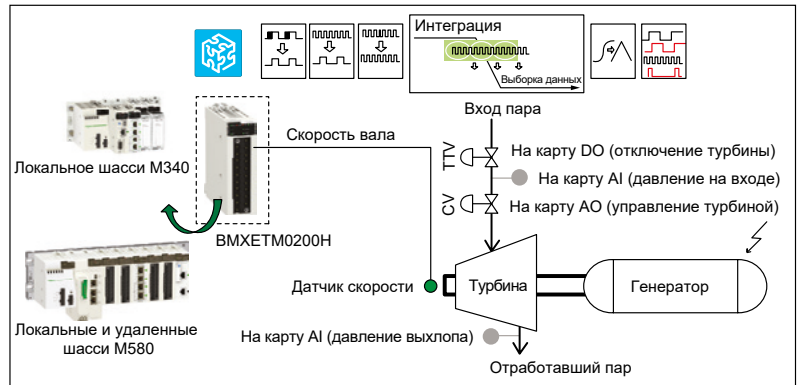 Интеграция
Выборка данных
Вход пара
Скорость вала
TTV
На карту DO (отключение турбины)
Локальное шасси M340
На карту AI (давление на входе)
CV
На карту AO (управление турбиной)
BMXETM0200H
Датчик скорости
Турбина
Генератор
Локальные и удаленные
шасси M580
На карту AI (давление выхлопа)
Отработавший пар